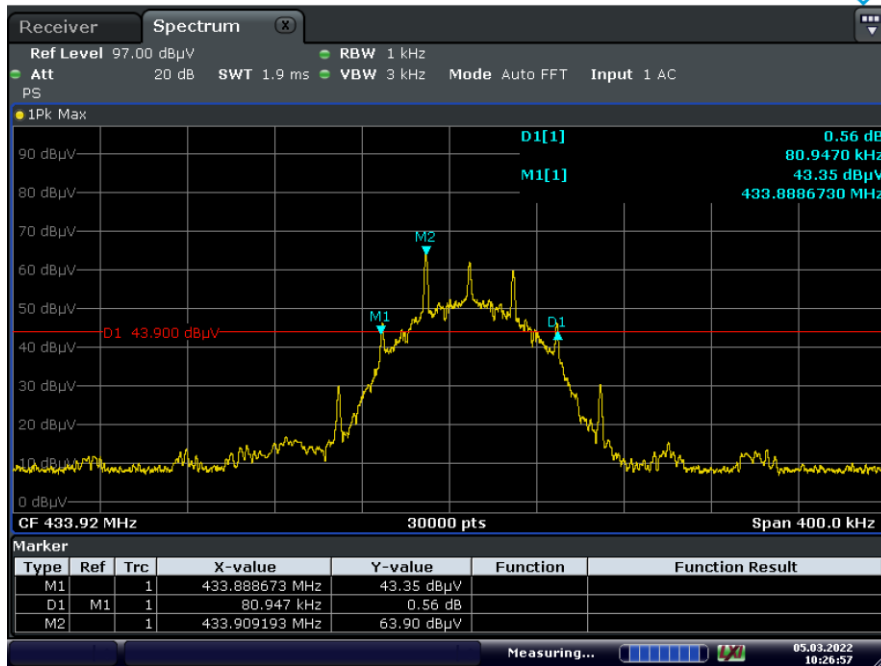 Receiver Spectrum X
Ref Level 97.00 dBµV RBW 1 kHz
Att 20 dB SWT 1.9 ms VBW 3 kHz Mode Auto FFT Input 1 AC
PS
1Pk Max
D1[1] 0.56 dB
80.9470 kHz
M1[1] 43.35 dBµV
433.8886730 MHz
90 dBµV
80 dBµV
70 dBµV
M2
60 dBµV
50 dBµV
M1 D1
D1 43.900 dBµV
40 dBµV
30 dBµV
20 dBµV
10 dBµV
0 dBµV
CF 433.92 MHz 30000 pts Span 400.0 kHz
Marker
Type Ref Trc X-value Y-value Function Function Result
M1 1 433.888673 MHz 43.35 dBµV
D1 M1 1 80.947 kHz 0.56 dB
M2 1 433.909193 MHz 63.90 dBµV
Measuring... LXI 05.03.2022
10:26:57